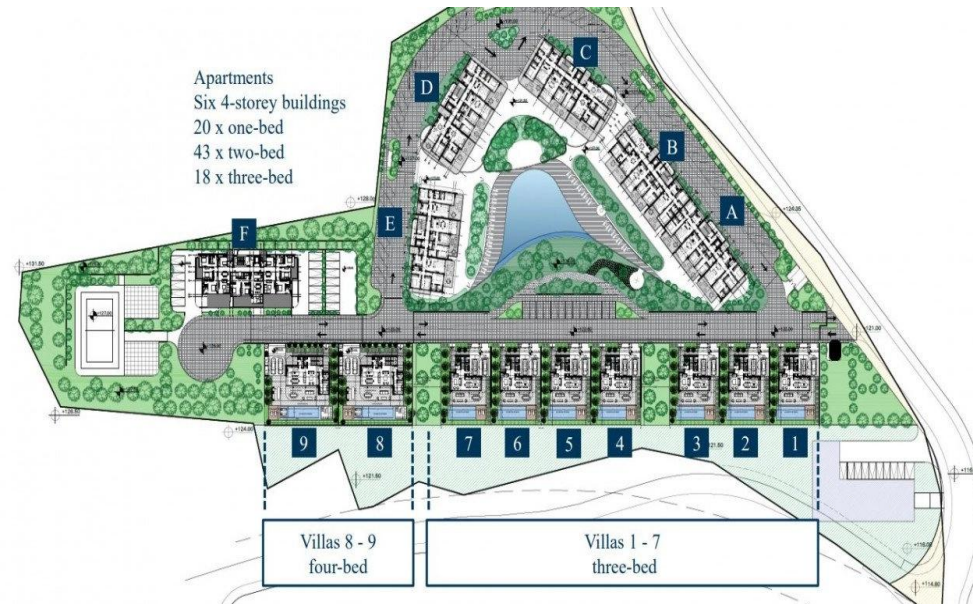 Apartments
Six 4-storey buildings
20 x one-bed
43 x two-bed
18 x three-bed
C
D
B
A
E
F
9
8
7
6
5
4
3
2
1
Villas 8 - 9
four-bed
Villas 1 - 7
three-bed